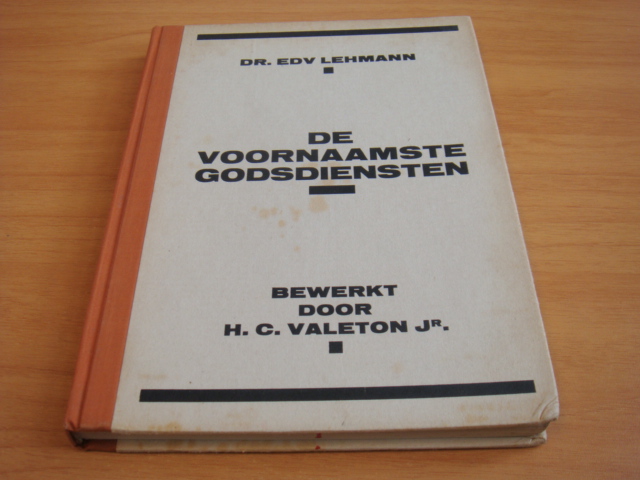 DR. EDV LEHMANN
DE
VOORNAAMSTE
GODSDIENSTEN
BEWERKT
DOOR
H. C. VALETON JR.